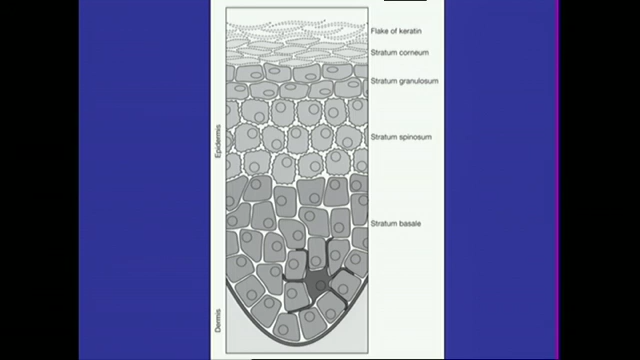 Flake of keratin
Stratum corneum
Stratum granulosum
Epidermis
Stratum spinosum
Stratum basale
Dermis